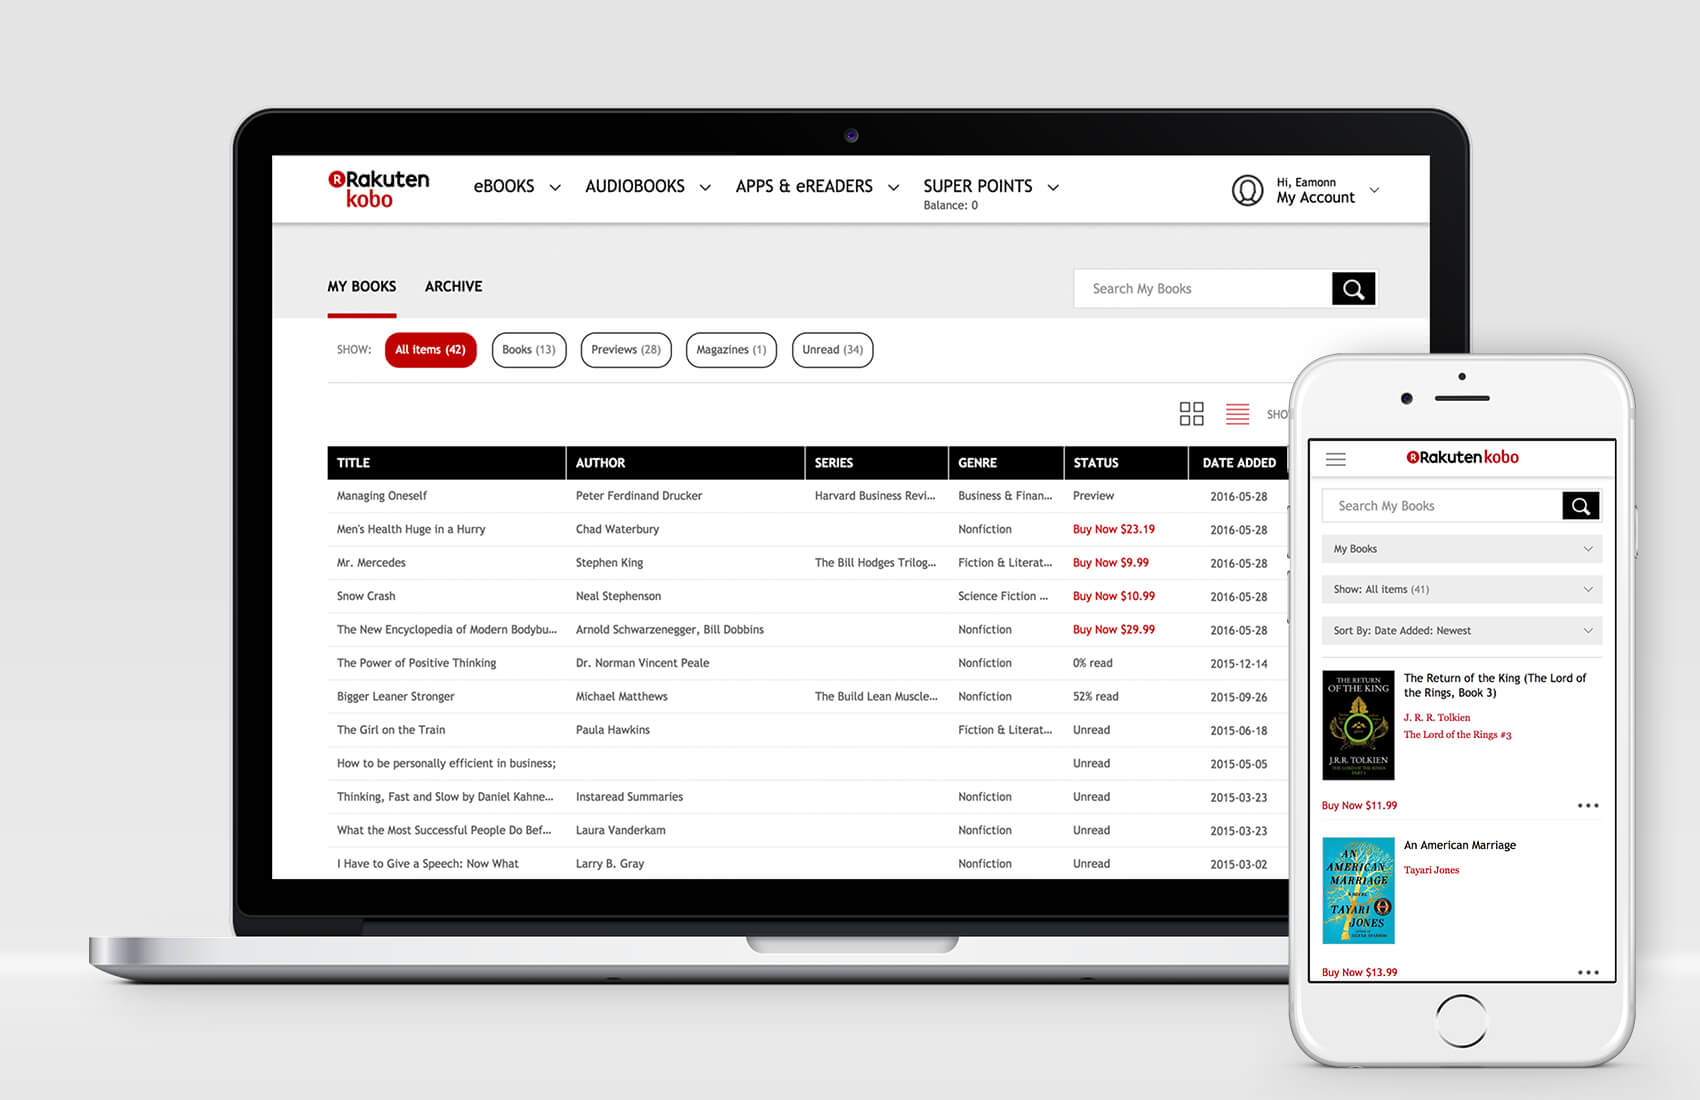 Rakuten
kobo
eBOOKS
AUDIOBOOKS
APPS & eREADERS
SUPER POINTS
Balance: 0
Hi, Eamonn
My Account
MY BOOKS
ARCHIVE
Search My Books
SHOW:
All items (42)
Books (13)
Previews (28)
Magazines (1)
Unread (34)
SHO
TITLE AUTHOR SERIES GENRE STATUS DATE ADDED
Managing Oneself Peter Ferdinand Drucker Harvard Business Revi... Business & Finan... Preview 2016-05-28
Men's Health Huge in a Hurry Chad Waterbury Nonfiction Buy Now $23.19 2016-05-28
Mr. Mercedes Stephen King The Bill Hodges Trilog... Fiction & Literat... Buy Now $9.99 2016-05-28
Snow Crash Neal Stephenson Science Fiction ... Buy Now $10.99 2016-05-28
The New Encyclopedia of Modern Bodybu... Arnold Schwarzenegger, Bill Dobbins Nonfiction Buy Now $29.99 2016-05-28
The Power of Positive Thinking Dr. Norman Vincent Peale Nonfiction 0% read 2015-12-14
Bigger Leaner Stronger Michael Matthews The Build Lean Muscle... Nonfiction 52% read 2015-09-26
The Girl on the Train Paula Hawkins Fiction & Literat... Unread 2015-06-18
How to be personally efficient in business; Unread 2015-05-05
Thinking, Fast and Slow by Daniel Kahne... Instaread Summaries Nonfiction Unread 2015-03-23
What the Most Successful People Do Bef... Laura Vanderkam Nonfiction Unread 2015-03-23
I Have to Give a Speech: Now What Larry B. Gray Nonfiction Unread 2015-03-02
Rakuten kobo
Search My Books
My Books
Show: All items (41)
Sort By: Date Added: Newest
THE RETURN
OF THE KING
J.R.R. TOLKIEN
THE LORD OF THE RINGS
PART 3
The Return of the King (The Lord of
the Rings, Book 3)
J. R. R. Tolkien
The Lord of the Rings #3
Buy Now $11.99
AN
AMERICAN
MARRIAGE
A NOVEL
TAYARI
JONES
An American Marriage
Tayari Jones
Buy Now $13.99